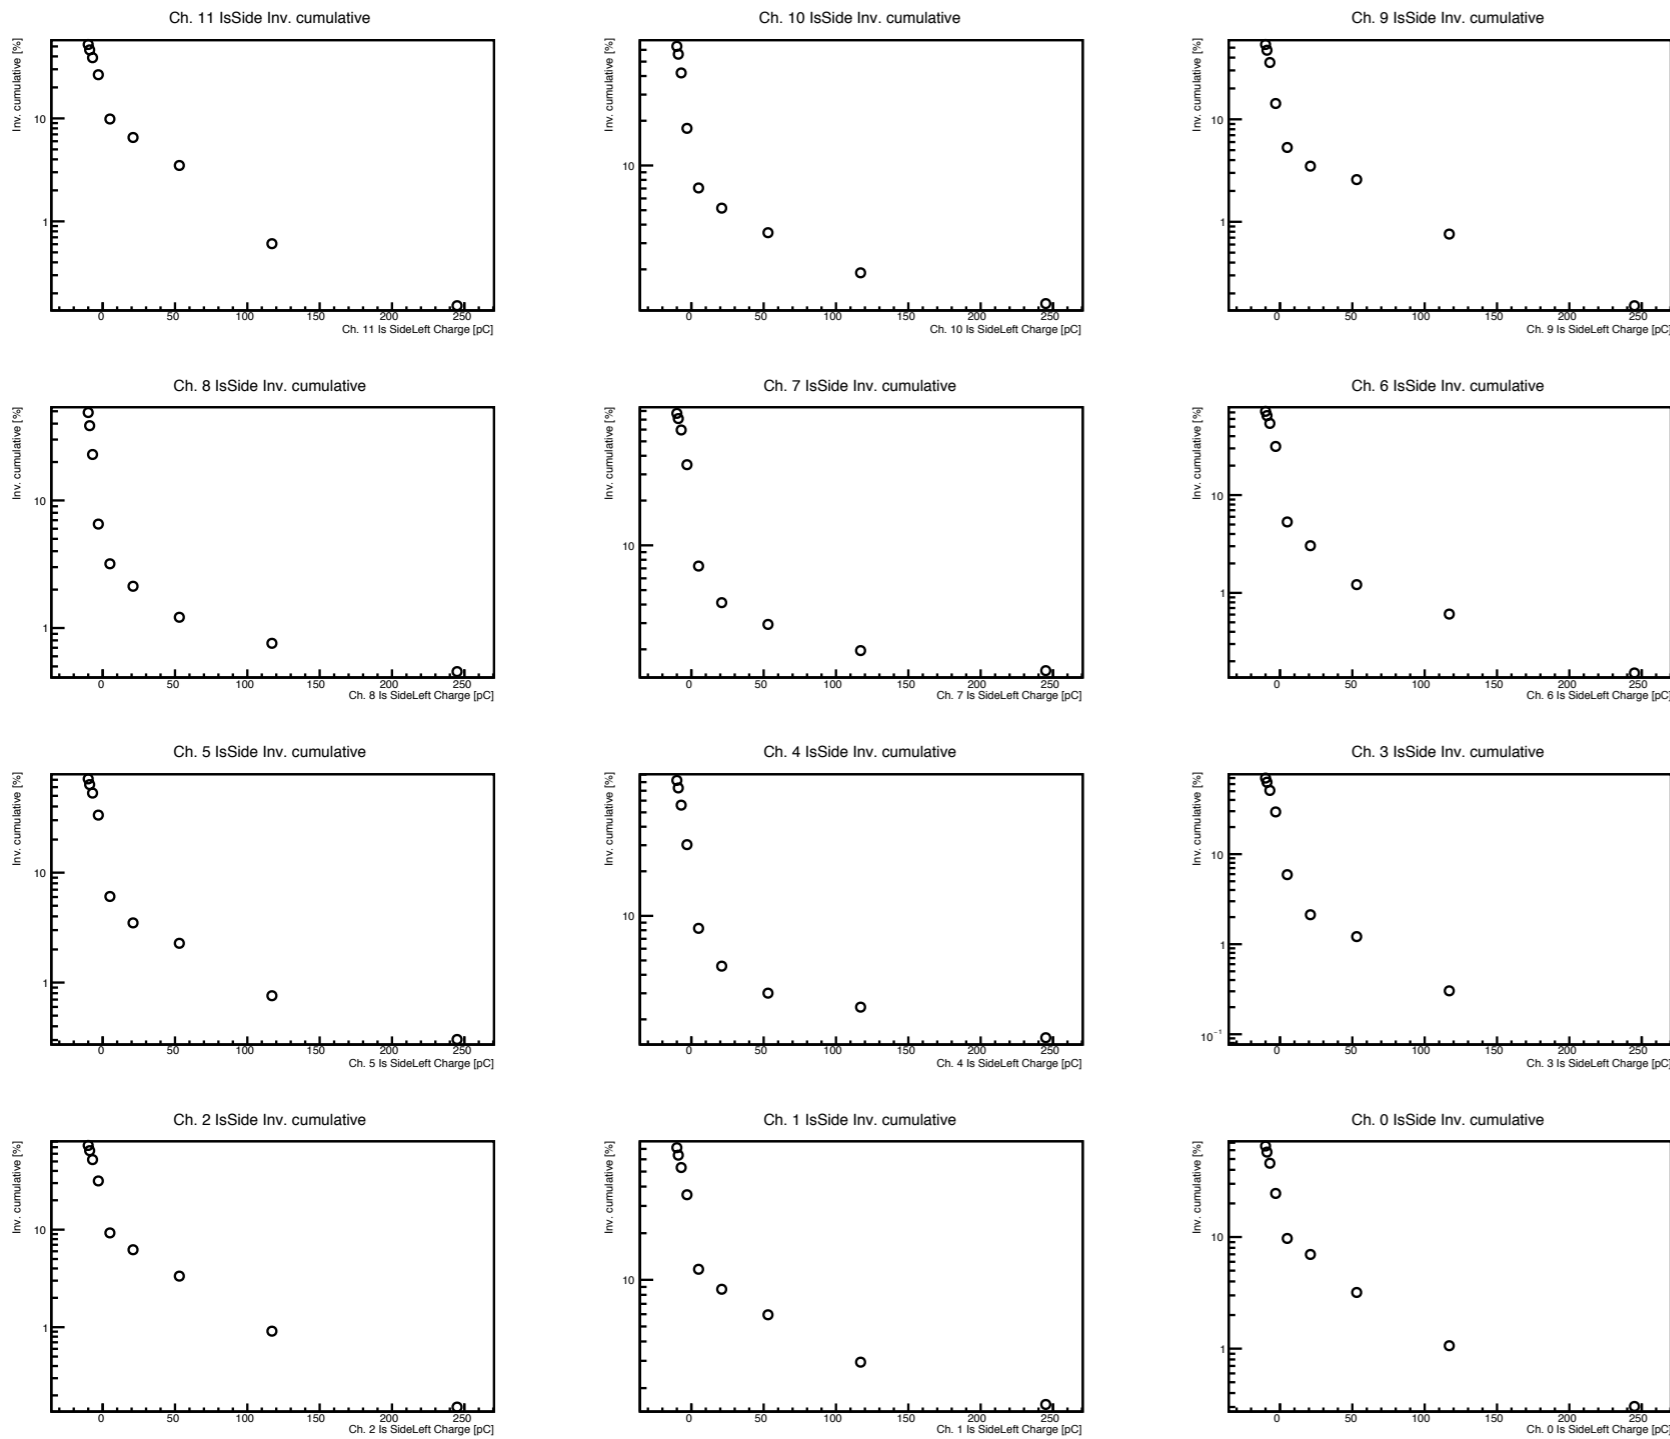 Ch. 11 IsSide Inv. cumulative
Inv. cumulative [%]
10
1
0 50 100 150 200 250
Ch. 11 Is SideLeft Charge [pC]
Ch. 10 IsSide Inv. cumulative
Inv. cumulative [%]
10
0 50 100 150 200 250
Ch. 10 Is SideLeft Charge [pC]
Ch. 9 IsSide Inv. cumulative
Inv. cumulative [%]
10
1
0 50 100 150 200 250
Ch. 9 Is SideLeft Charge [pC]
Ch. 8 IsSide Inv. cumulative
Inv. cumulative [%]
10
1
0 50 100 150 200 250
Ch. 8 Is SideLeft Charge [pC]
Ch. 7 IsSide Inv. cumulative
Inv. cumulative [%]
10
0 50 100 150 200 250
Ch. 7 Is SideLeft Charge [pC]
Ch. 6 IsSide Inv. cumulative
Inv. cumulative [%]
10
1
0 50 100 150 200 250
Ch. 6 Is SideLeft Charge [pC]
Ch. 5 IsSide Inv. cumulative
Inv. cumulative [%]
10
1
0 50 100 150 200 250
Ch. 5 Is SideLeft Charge [pC]
Ch. 4 IsSide Inv. cumulative
Inv. cumulative [%]
10
0 50 100 150 200 250
Ch. 4 Is SideLeft Charge [pC]
Ch. 3 IsSide Inv. cumulative
Inv. cumulative [%]
10
1
10⁻¹
0 50 100 150 200 250
Ch. 3 Is SideLeft Charge [pC]
Ch. 2 IsSide Inv. cumulative
Inv. cumulative [%]
10
1
0 50 100 150 200 250
Ch. 2 Is SideLeft Charge [pC]
Ch. 1 IsSide Inv. cumulative
Inv. cumulative [%]
10
0 50 100 150 200 250
Ch. 1 Is SideLeft Charge [pC]
Ch. 0 IsSide Inv. cumulative
Inv. cumulative [%]
10
1
0 50 100 150 200 250
Ch. 0 Is SideLeft Charge [pC]